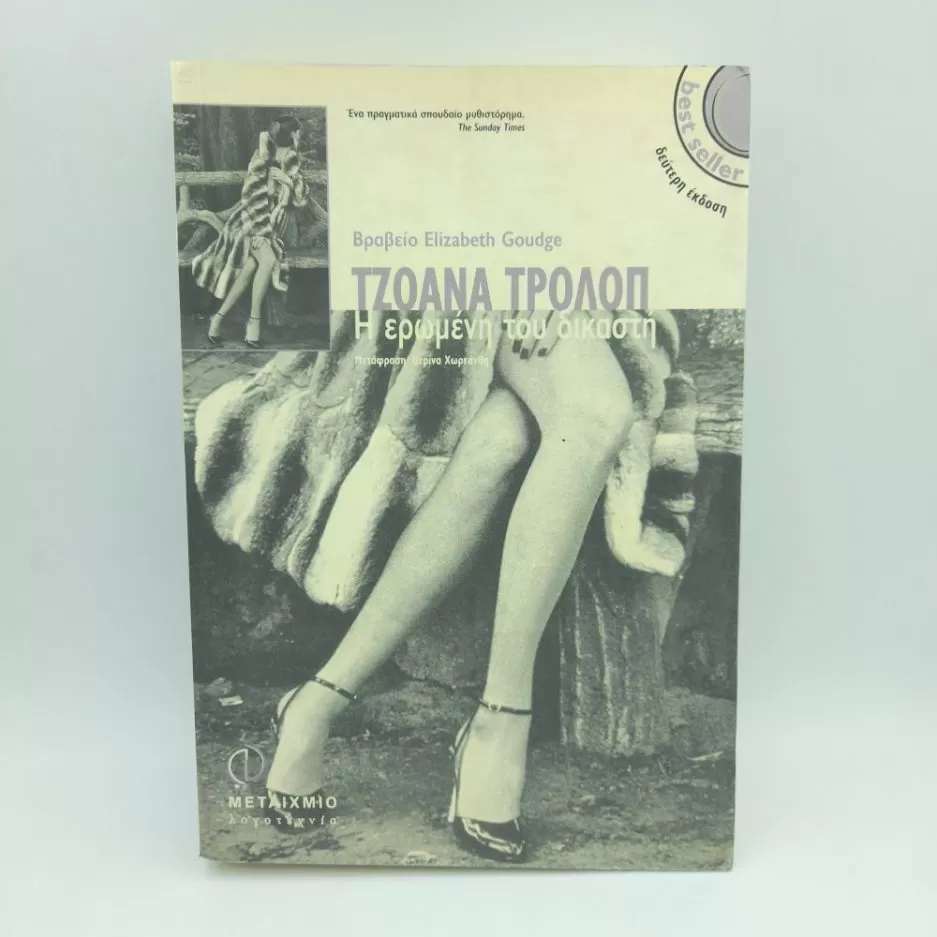 Ένα πραγματικά σπουδαίο μυθιστόρημα.
The Sunday Times
best seller
δεύτερη έκδοση
Βραβείο Elizabeth Goudge
ΤΖΟΑΝΑ ΤΡΟΛΟΠ
Η ερωμένη του δικαστή
Μετάφραση
ΜΕΤΑΙΧΜΙΟ
λογοτεχνία